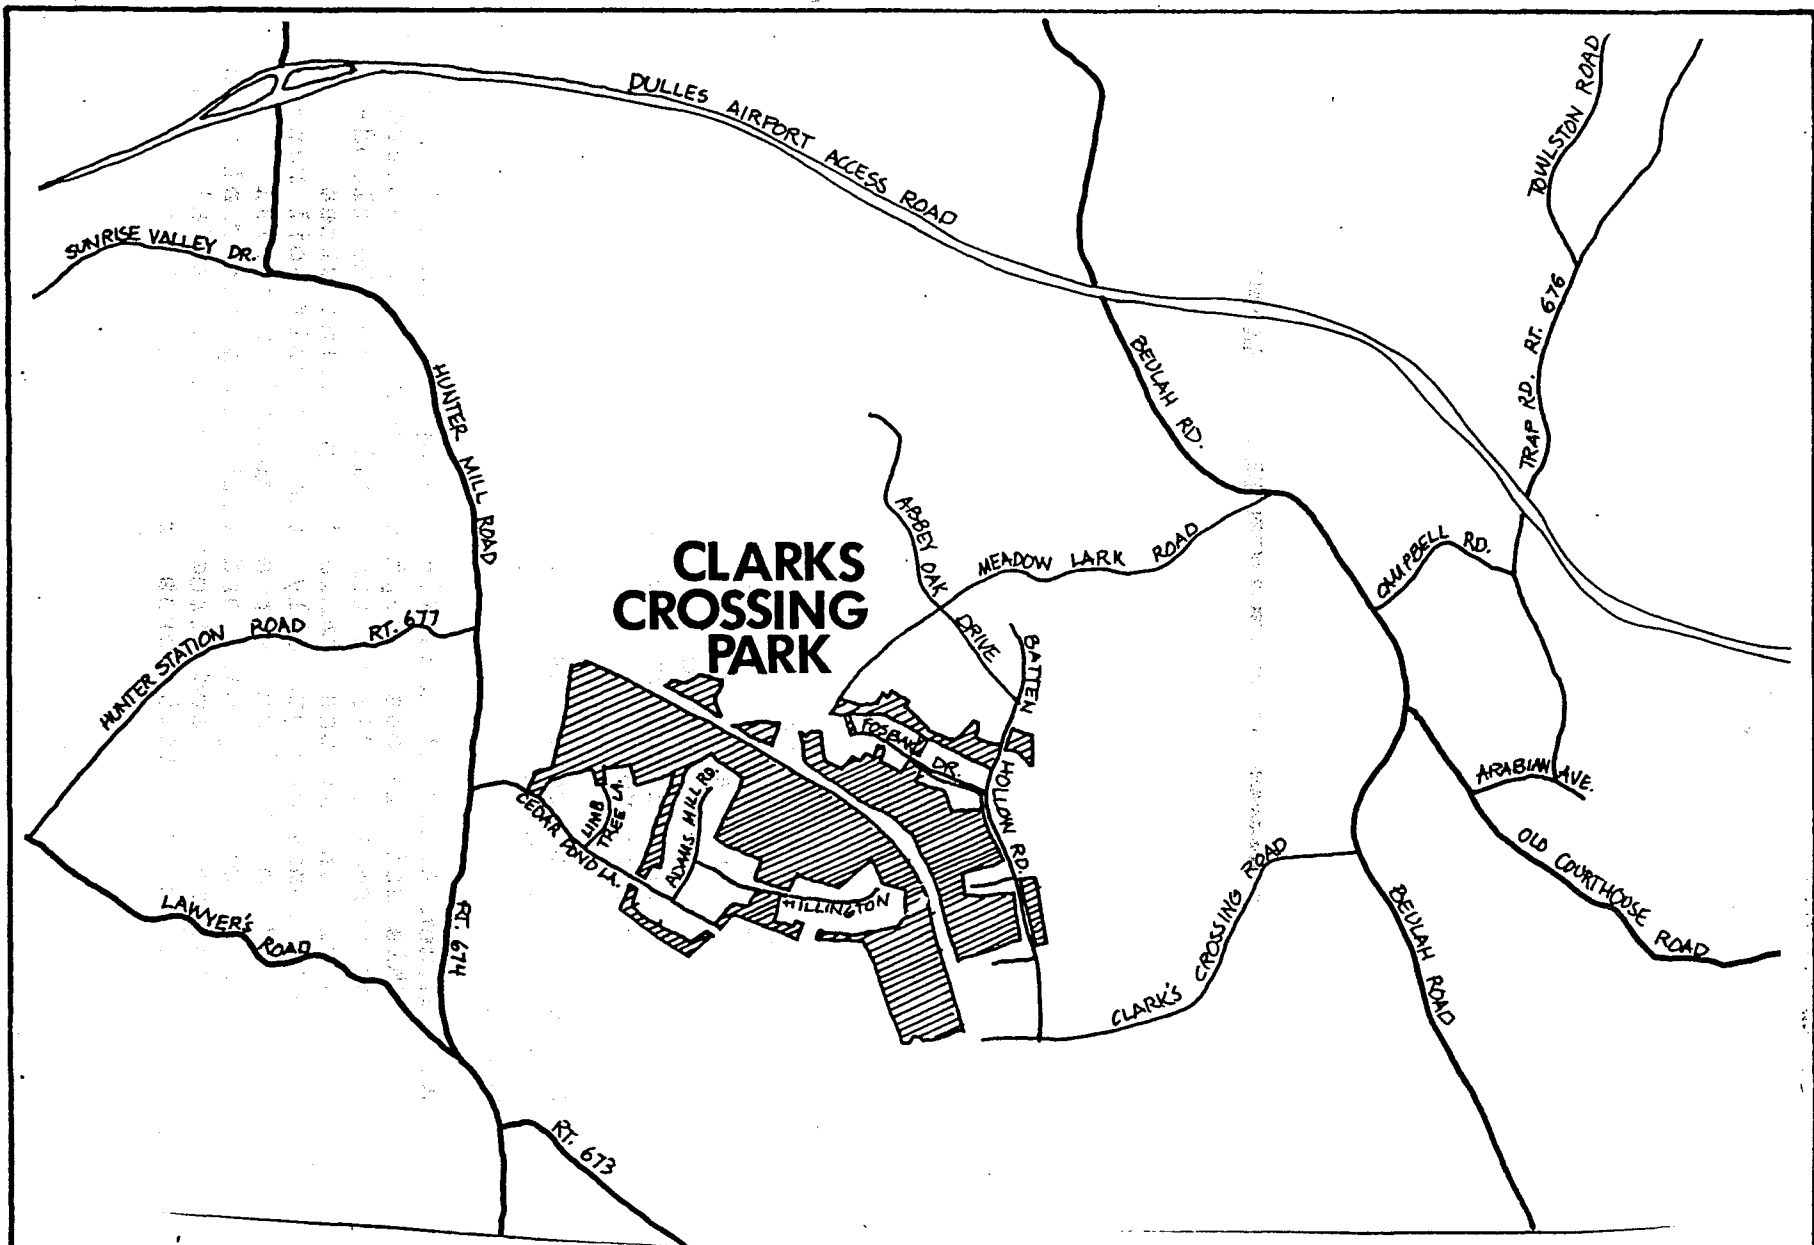 DULLES AIRPORT ACCESS ROAD
TOWLSTON ROAD
SUNRISE VALLEY DR.
TRAP RD. RT. 676
BEULAH RD.
HUNTER MILL ROAD
ABBEY OAK DRIVE
MEADOW LARK ROAD
CAMPBELL RD.
CLARKS
CROSSING
PARK
HUNTER STATION ROAD RT. 677
BATTEN HOLLOW RD.
DR.
ARABIAN AVE.
LIMB
TREE LA.
ADAMS MILL RD.
CEDAR POND LA.
OLD COURTHOUSE ROAD
HILLINGTON
LAWYER'S ROAD
RT. 674
CLARK'S CROSSING ROAD
BEULAH ROAD
RT. 673